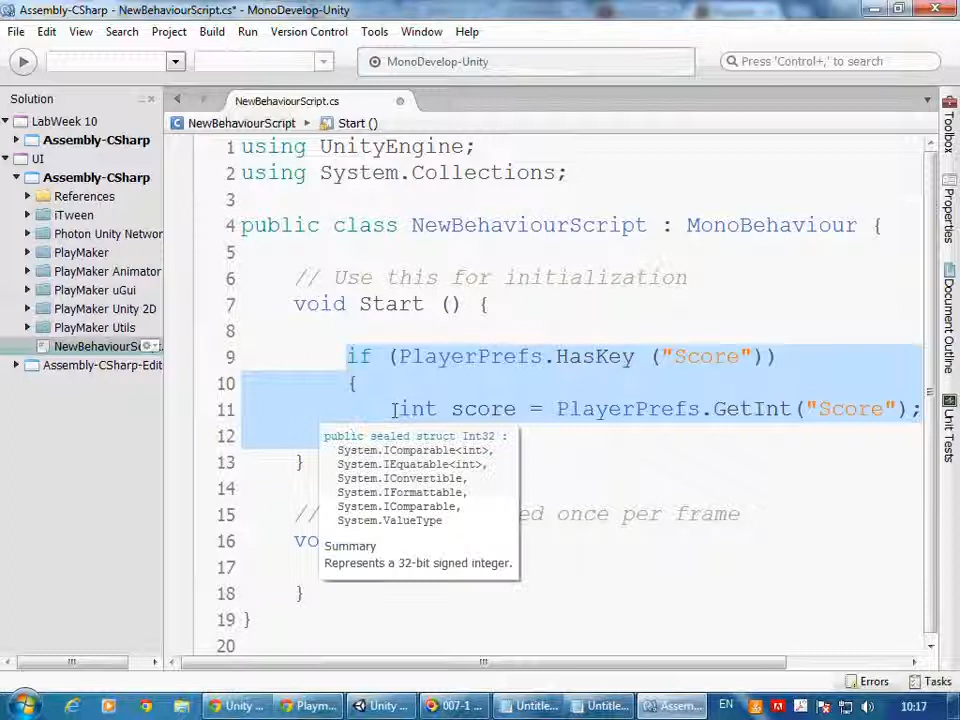 Assembly-CSharp - NewBehaviourScript.cs* - MonoDevelop-Unity
File Edit View Search Project Build Run Version Control Tools Window Help
MonoDevelop-Unity
Press 'Control+,' to search
Solution
LabWeek 10
Assembly-CSharp
UI
Assembly-CSharp
References
iTween
Photon Unity Networ
PlayMaker
PlayMaker Animator
PlayMaker uGui
PlayMaker Unity 2D
PlayMaker Utils
NewBehaviourSc
Assembly-CSharp-Edit
NewBehaviourScript.cs
NewBehaviourScript ▸ Start ()
1 using UnityEngine;
2 using System.Collections;
3
4 public class NewBehaviourScript : MonoBehaviour {
5
6 // Use this for initialization
7 void Start () {
8
9 if (PlayerPrefs.HasKey ("Score"))
10 {
11 int score = PlayerPrefs.GetInt("Score");
12
13 }
14
15 // ed once per frame
16 vo
17
18 }
19 }
20
public sealed struct Int32 :
System.IComparable<int>,
System.IEquatable<int>,
System.IConvertible,
System.IFormattable,
System.IComparable,
System.ValueType
Summary
Represents a 32-bit signed integer.
Toolbox
Properties
Document Outline
Unit Tests
Errors Tasks
Unity ... Playm... Unity ... 007-1 ... Untitle... Untitle... Assem... EN 10:17